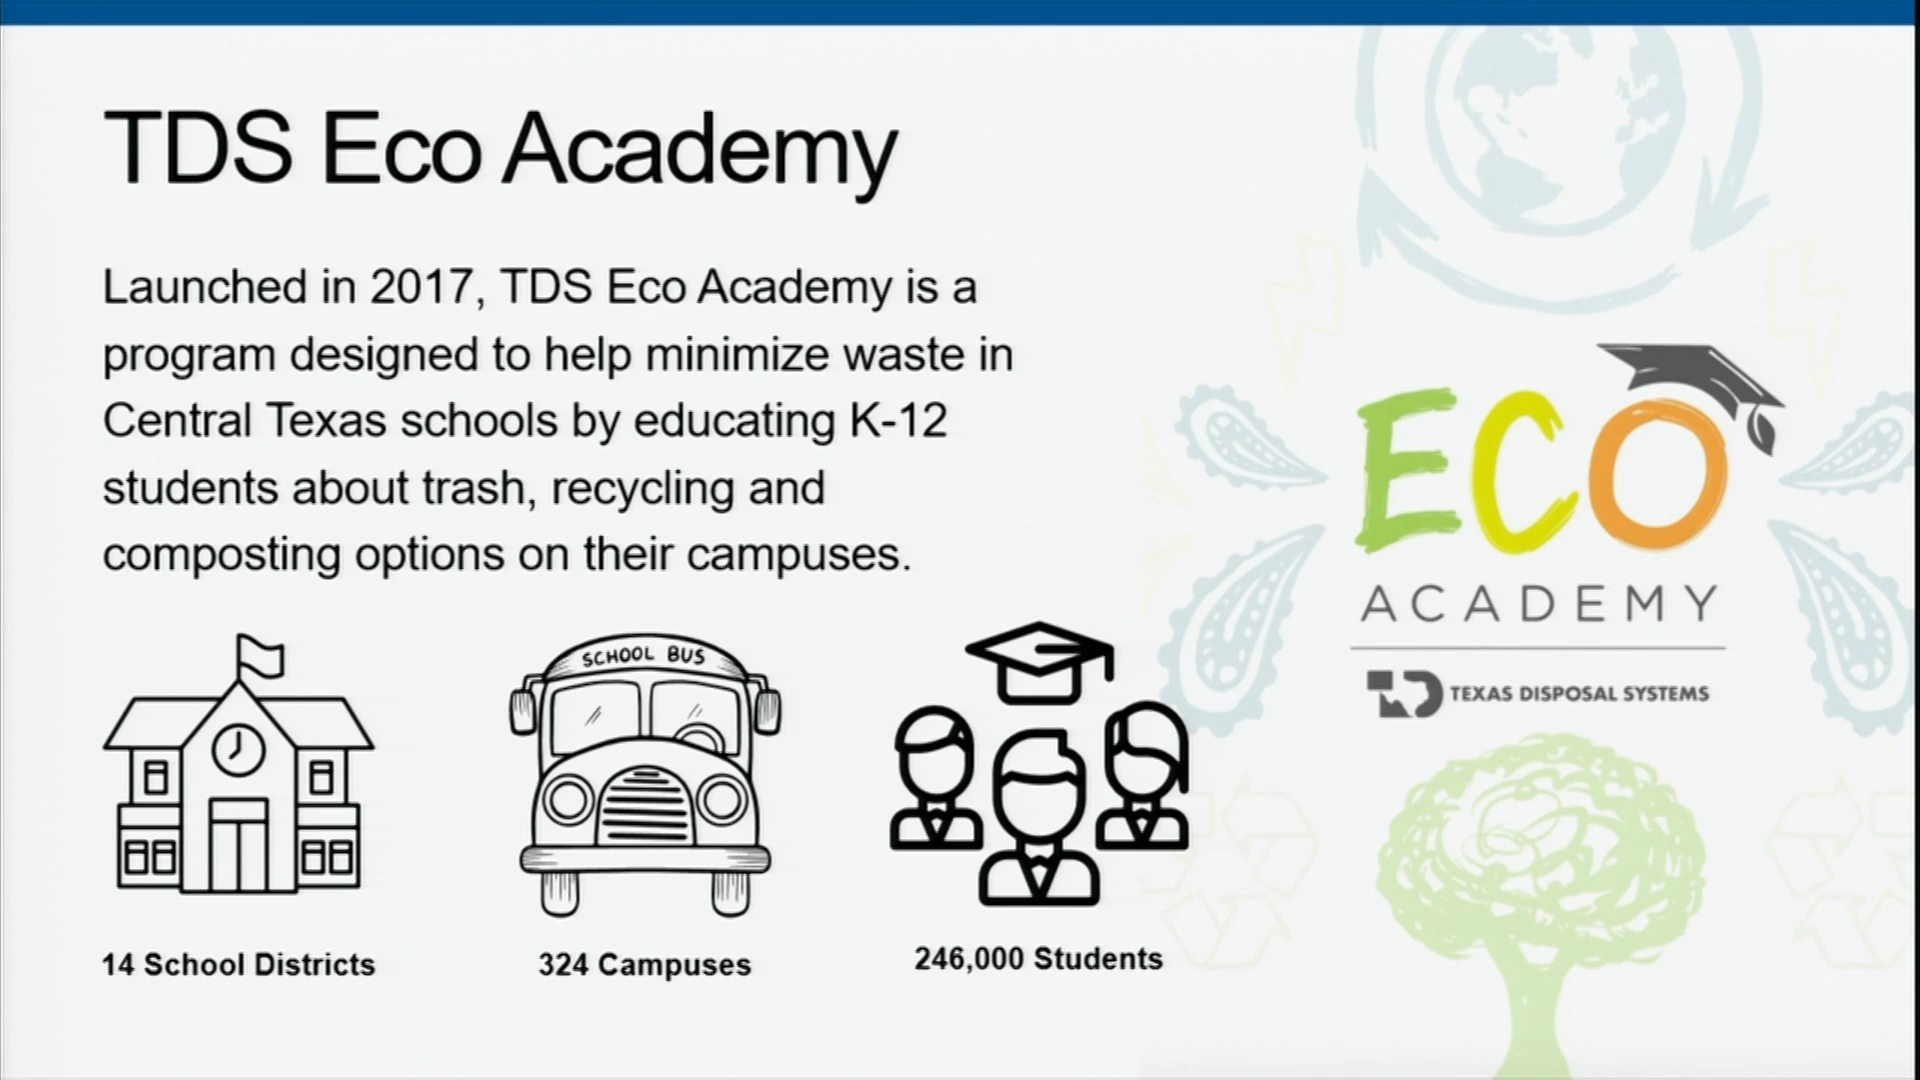 TDS Eco Academy
Launched in 2017, TDS Eco Academy is a
program designed to help minimize waste in
Central Texas schools by educating K-12
students about trash, recycling and
composting options on their campuses.
SCHOOL BUS
14 School Districts
324 Campuses
246,000 Students
ECO
ACADEMY
TEXAS DISPOSAL SYSTEMS